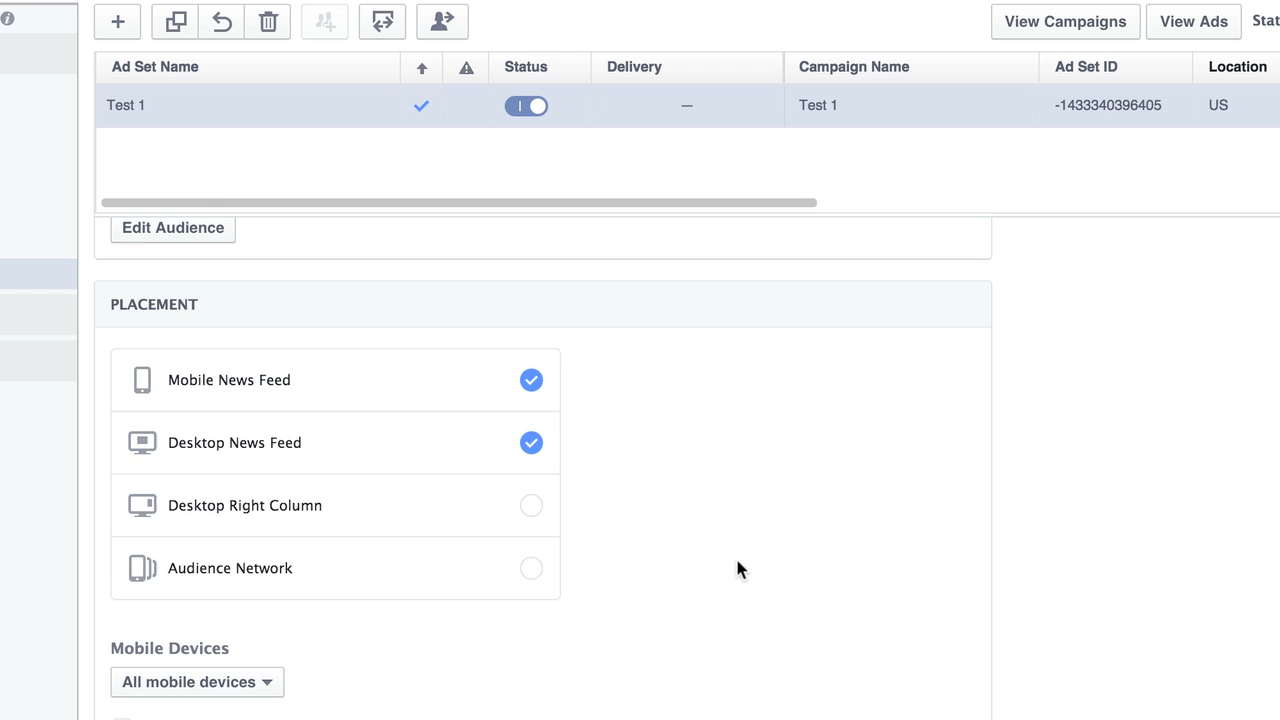 View Campaigns View Ads Stat
Ad Set Name Status Delivery Campaign Name Ad Set ID Location
Test 1 — Test 1 -1433340396405 US
Edit Audience
PLACEMENT
Mobile News Feed
Desktop News Feed
Desktop Right Column
Audience Network
Mobile Devices
All mobile devices